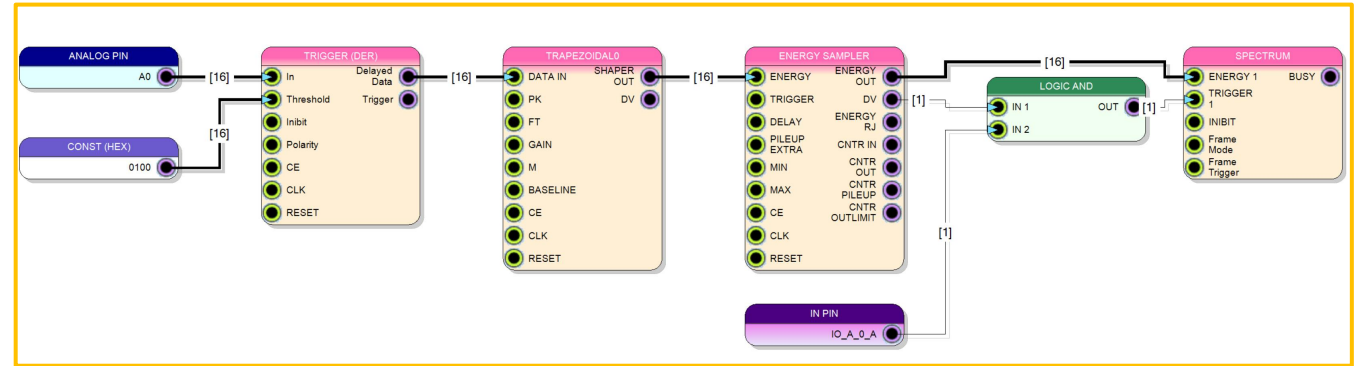 ANALOG PIN
A0
[16]
CONST (HEX)
0100
[16]
TRIGGER (DER)
In
Delayed
Data
Threshold
Trigger
Inibit
Polarity
CE
CLK
RESET
[16]
TRAPEZOIDAL0
DATA IN
SHAPER
OUT
PK
DV
FT
GAIN
M
BASELINE
CE
CLK
RESET
[16]
ENERGY SAMPLER
ENERGY
ENERGY
OUT
TRIGGER
DV
DELAY
ENERGY
RJ
PILEUP
EXTRA
CNTR IN
MIN
CNTR
OUT
MAX
CNTR
PILEUP
CE
CNTR
OUTLIMIT
CLK
RESET
[16]
[1]
IN PIN
IO_A_0_A
[1]
LOGIC AND
IN 1
OUT
IN 2
[1]
SPECTRUM
ENERGY 1
BUSY
TRIGGER
1
INIBIT
Frame
Mode
Frame
Trigger